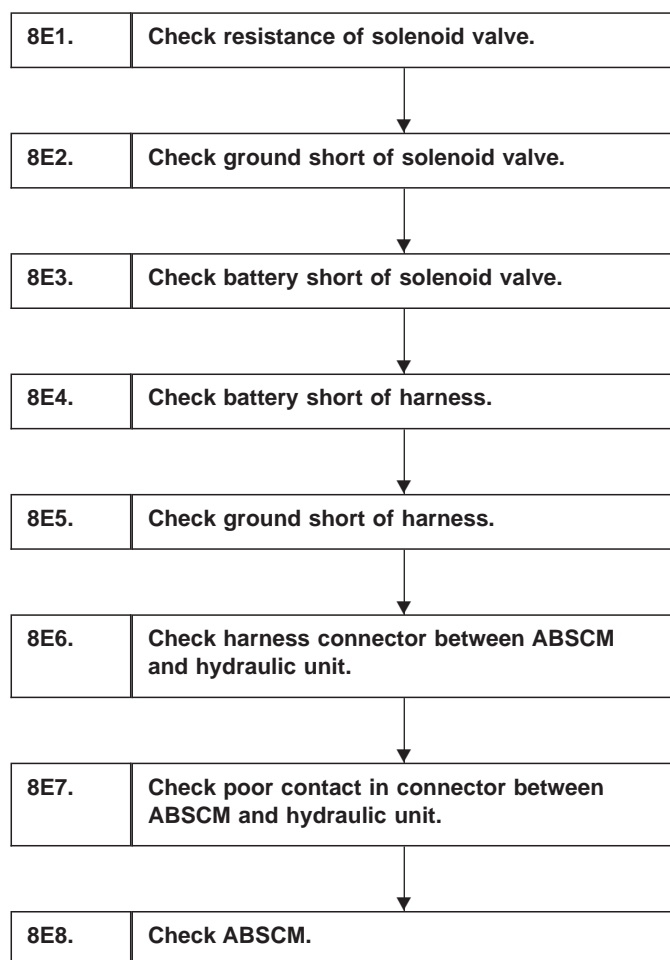 8E1. Check resistance of solenoid valve.
8E2. Check ground short of solenoid valve.
8E3. Check battery short of solenoid valve.
8E4. Check battery short of harness.
8E5. Check ground short of harness.
8E6. Check harness connector between ABSCM
and hydraulic unit.
8E7. Check poor contact in connector between
ABSCM and hydraulic unit.
8E8. Check ABSCM.